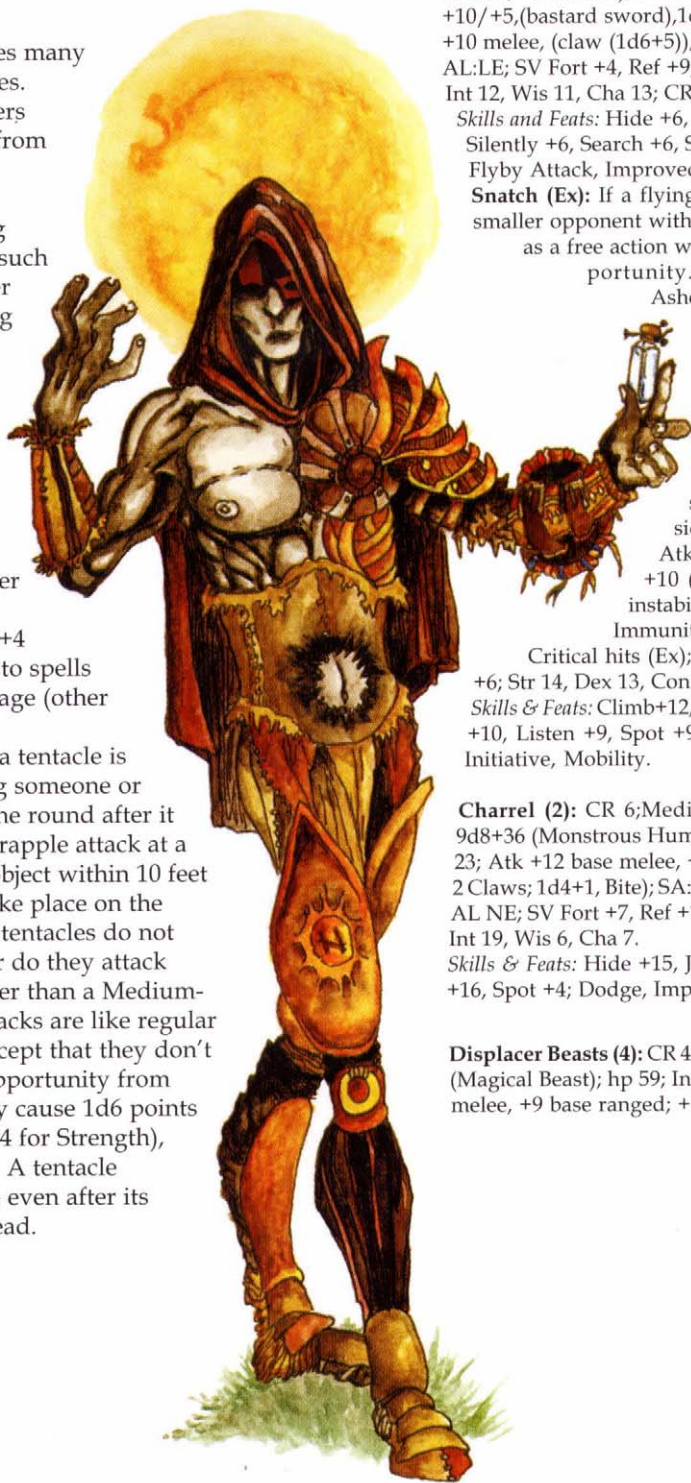 es many
es.
ers
from
g
such
er
ng
er
+4
to spells
age (other
a tentacle is
g someone or
he round after it
rapple attack at a
object within 10 feet
ke place on the
tentacles do not
r do they attack
er than a Medium-
acks are like regular
cept that they don't
pportunity from
y cause 1d6 points
4 for Strength),
A tentacle
even after its
ead.
+10/+5,(bastard sword),1d
+10 melee, (claw (1d6+5)),
AL:LE; SV Fort +4, Ref +9,
Int 12, Wis 11, Cha 13; CR
Skills and Feats: Hide +6,
Silently +6, Search +6, S
Flyby Attack, Improved
Snatch (Ex): If a flying
smaller opponent with
as a free action w
portunity.
Ashe
s
sid
Atk
+10 (
instabi
Immunit
Critical hits (Ex);
+6; Str 14, Dex 13, Con
Skills & Feats: Climb+12,
+10, Listen +9, Spot +9
Initiative, Mobility.
Charrel (2): CR 6;Medi
9d8+36 (Monstrous Hum
23; Atk +12 base melee, +
2 Claws; 1d4+1, Bite); SA:
AL NE; SV Fort +7, Ref +
Int 19, Wis 6, Cha 7.
Skills & Feats: Hide +15, J
+16, Spot +4; Dodge, Imp
Displacer Beasts (4): CR 4
(Magical Beast); hp 59; In
melee, +9 base ranged; +